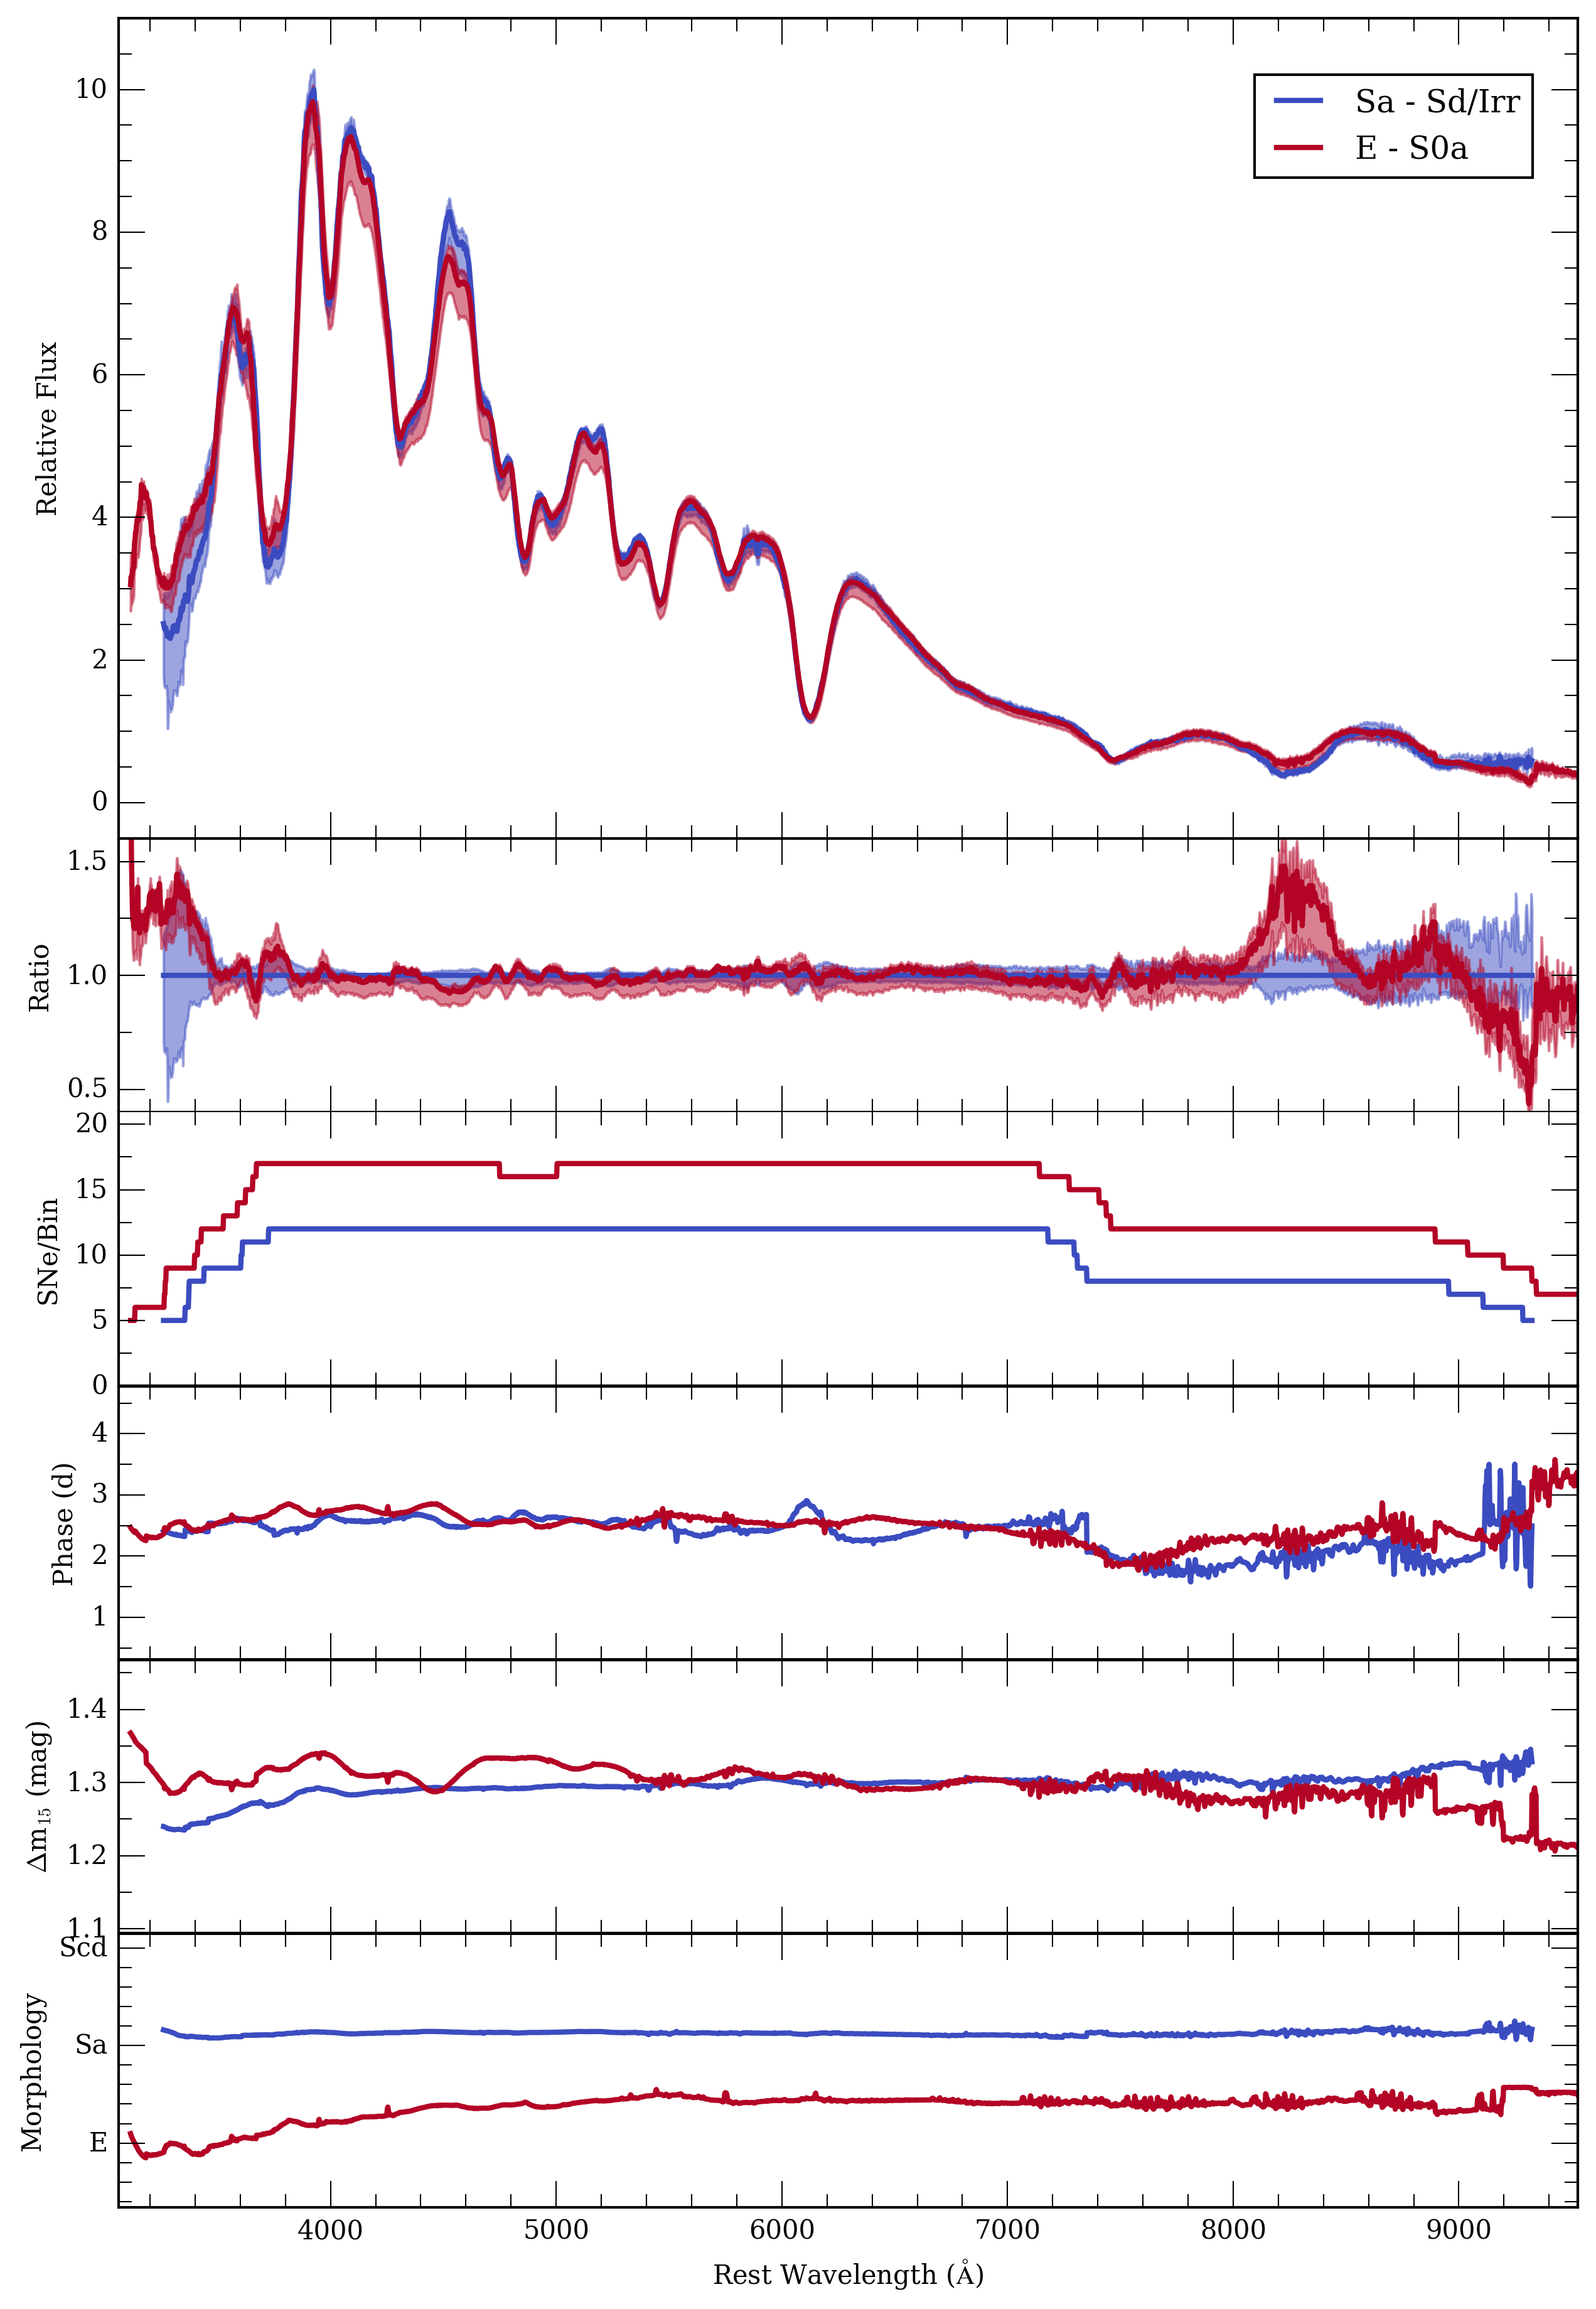 Relative Flux
10
8
6
4
2
0
Sa - Sd/Irr
E - S0a
Ratio
1.5
1.0
0.5
SNe/Bin
20
15
10
5
0
Phase (d)
4
3
2
1
Δm₁₅ (mag)
1.4
1.3
1.2
1.1
Morphology
Scd
Sa
E
4000 5000 6000 7000 8000 9000
Rest Wavelength (Å)